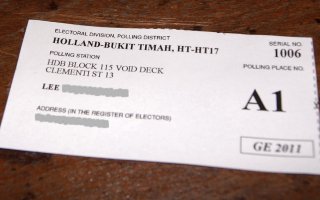 ELECTORAL DIVISION, POLLING DISTRICT
HOLLAND-BUKIT TIMAH, HT-HT17
SERIAL NO.
1006
POLLING STATION
HDB BLOCK 115 VOID DECK
CLEMENTI ST 13
POLLING PLACE NO.
A1
LEE
ADDRESS (IN THE REGISTER OF ELECTORS)
GE 2011